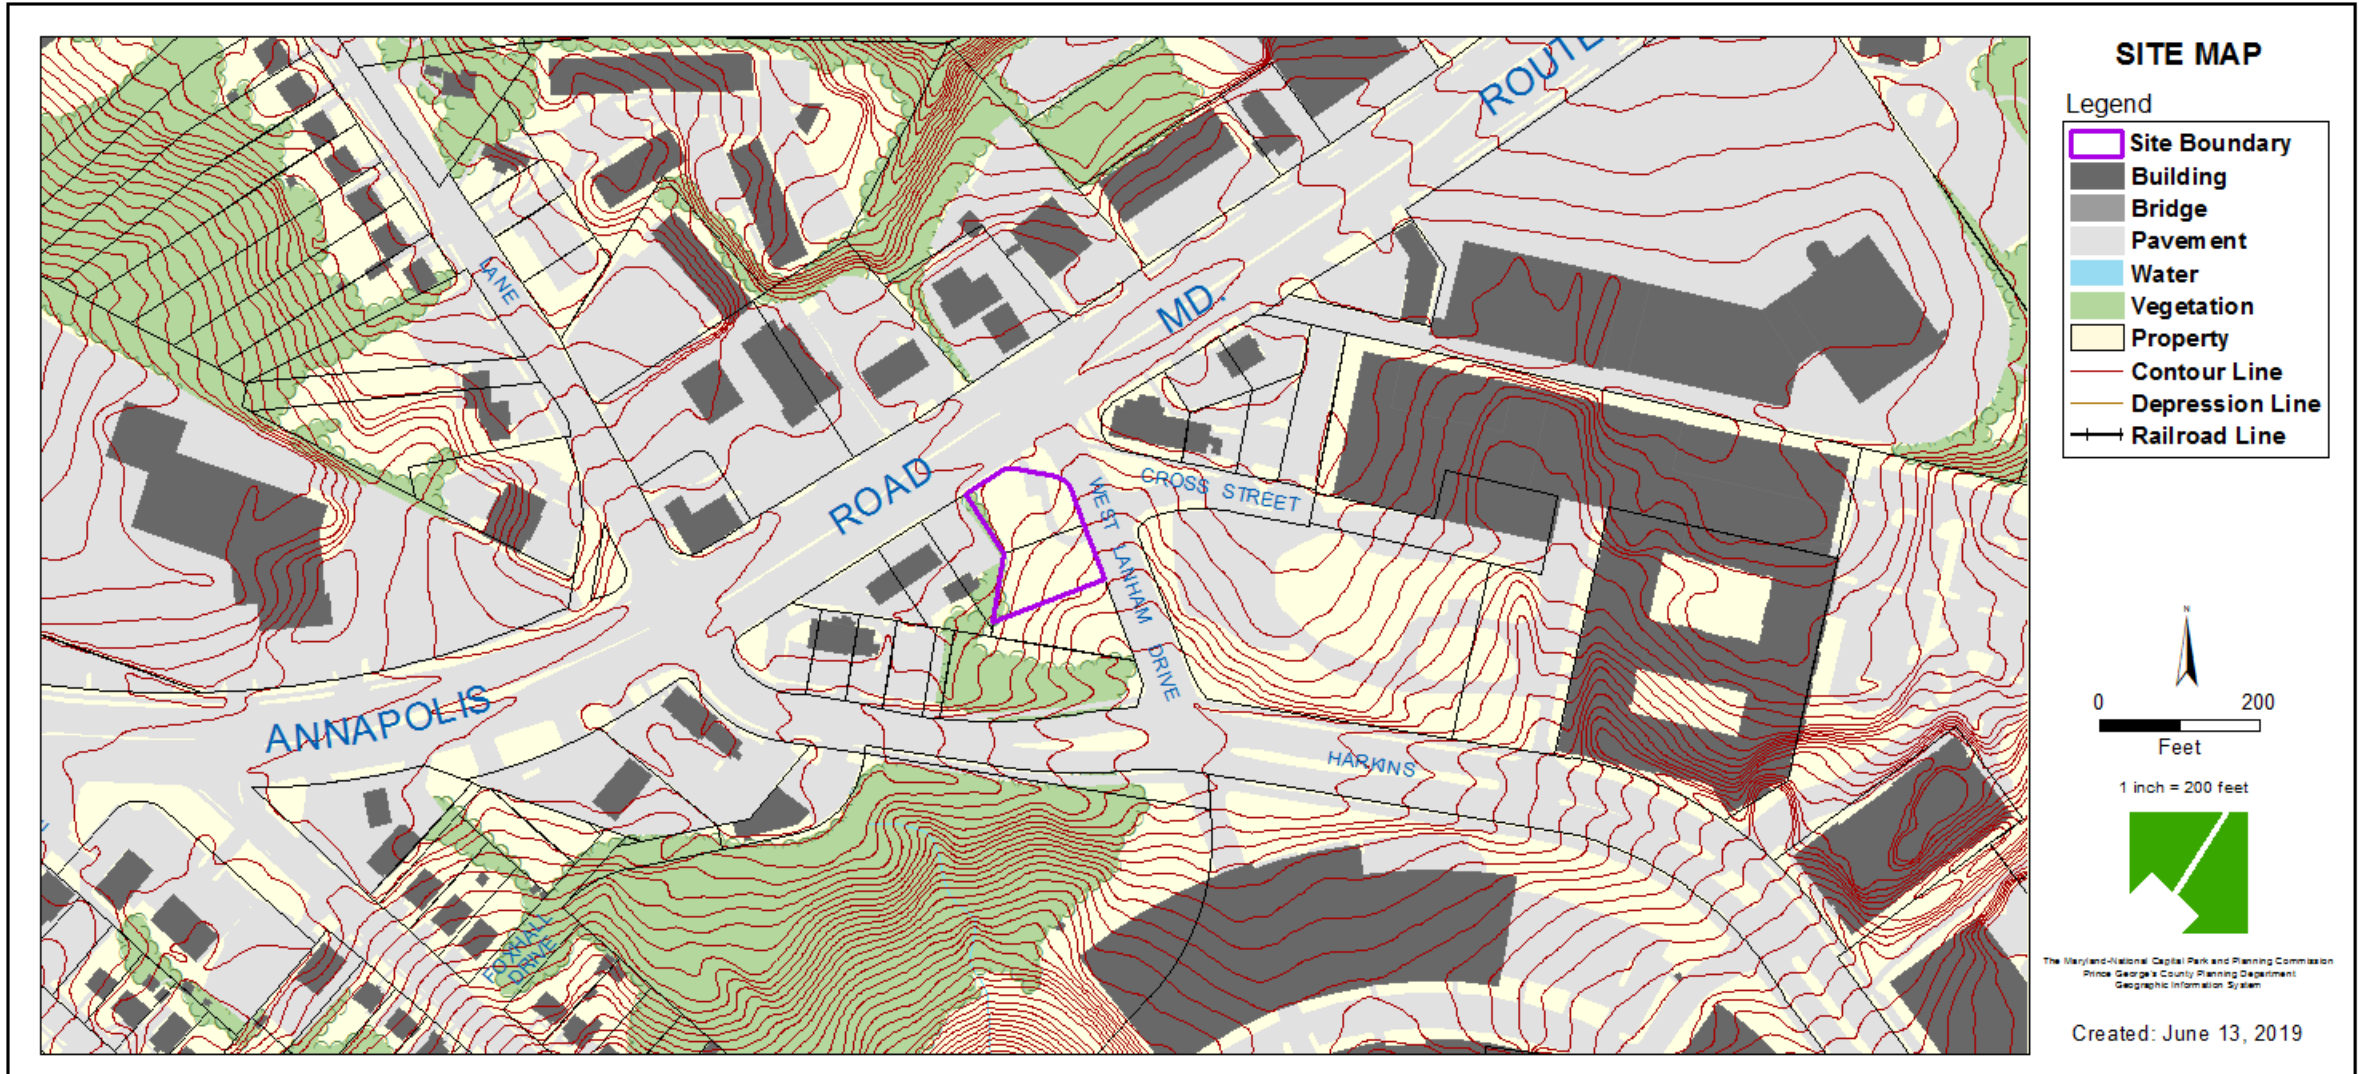 SITE MAP
Legend
Site Boundary
Building
Bridge
Pavement
Water
Vegetation
Property
Contour Line
Depression Line
Railroad Line
ROUTE
LANE
MD.
ROAD
CROSS STREET
WEST LANHAM DRIVE
ANNAPOLIS
HARKINS
FOXHALL
DRIVE
N
0 200
Feet
1 inch = 200 feet
The Maryland-National Capital Park and Planning Commission
Prince George's County Planning Department
Geographic Information System
Created: June 13, 2019